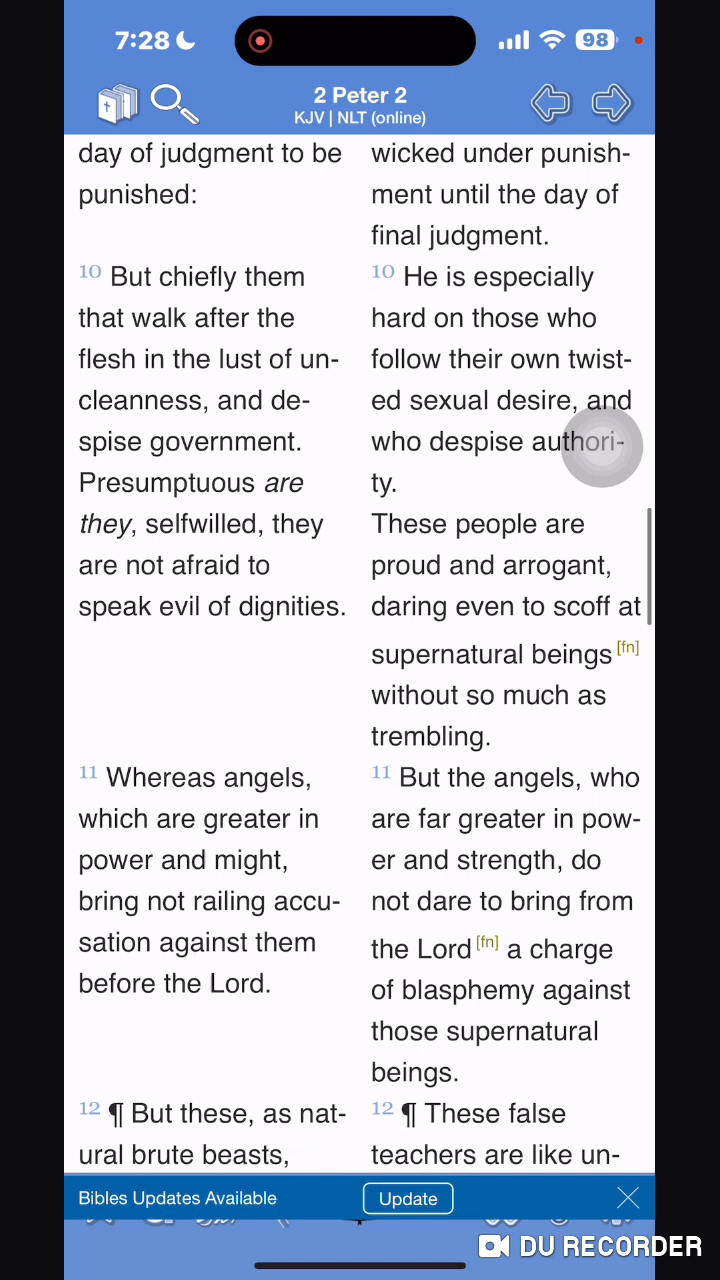 7:28
98
2 Peter 2
KJV | NLT (online)
day of judgment to be
punished:
10 But chiefly them
that walk after the
flesh in the lust of un-
cleanness, and de-
spise government.
Presumptuous are
they, selfwilled, they
are not afraid to
speak evil of dignities.
11 Whereas angels,
which are greater in
power and might,
bring not railing accu-
sation against them
before the Lord.
12 ¶ But these, as nat-
ural brute beasts,
wicked under punish-
ment until the day of
final judgment.
10 He is especially
hard on those who
follow their own twist-
ed sexual desire, and
who despise authori-
ty.
These people are
proud and arrogant,
daring even to scoff at
supernatural beings [fn]
without so much as
trembling.
11 But the angels, who
are far greater in pow-
er and strength, do
not dare to bring from
the Lord [fn] a charge
of blasphemy against
those supernatural
beings.
12 ¶ These false
teachers are like un-
Bibles Updates Available
Update
DU RECORDER